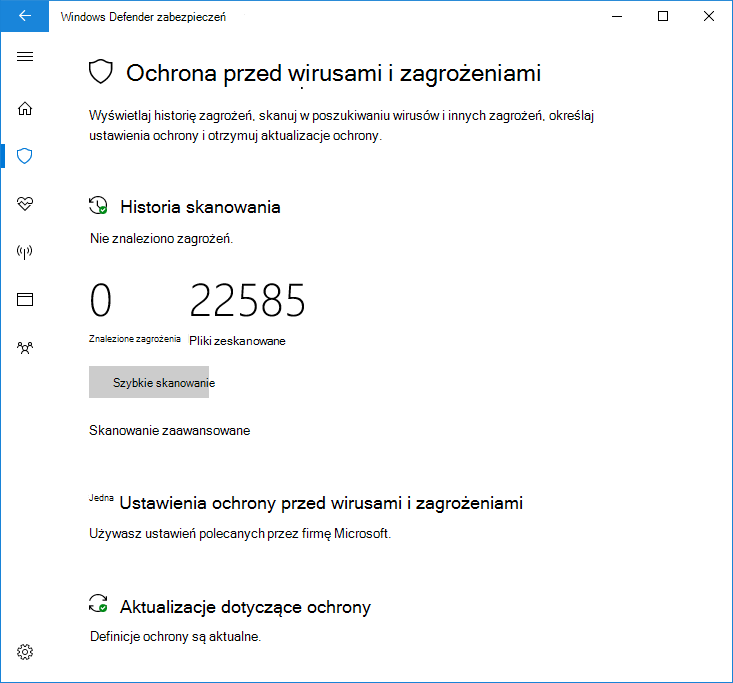 Windows Defender zabezpieczeń
Ochrona przed wirusami i zagrożeniami
Wyświetlaj historię zagrożeń, skanuj w poszukiwaniu wirusów i innych zagrożeń, określaj
ustawienia ochrony i otrzymuj aktualizacje ochrony.
Historia skanowania
Nie znaleziono zagrożeń.
0 22585
Znalezione zagrożenia Pliki zeskanowane
Szybkie skanowanie
Skanowanie zaawansowane
Jedna Ustawienia ochrony przed wirusami i zagrożeniami
Używasz ustawień polecanych przez firmę Microsoft.
Aktualizacje dotyczące ochrony
Definicje ochrony są aktualne.